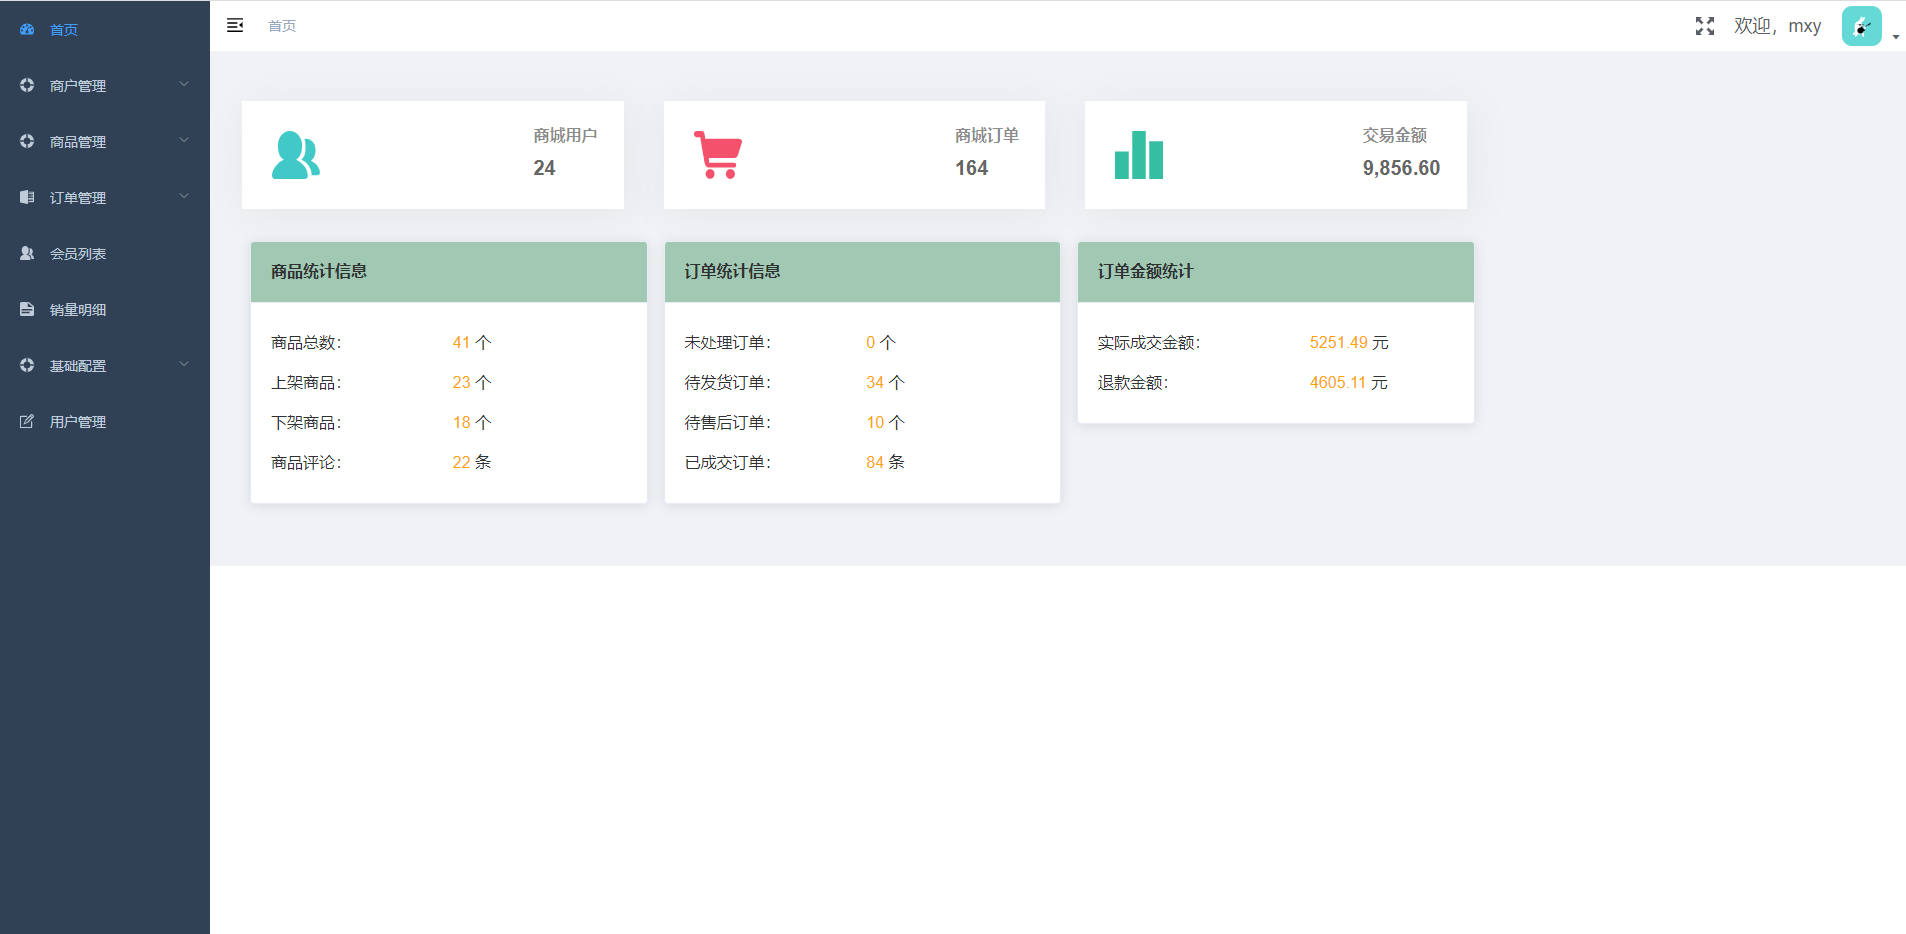 首页
商户管理
商品管理
订单管理
会员列表
销量明细
基础配置
用户管理
首页
欢迎，mxy
商城用户
24
商城订单
164
交易金额
9,856.60
商品统计信息
商品总数： 41 个
上架商品： 23 个
下架商品： 18 个
商品评论： 22 条
订单统计信息
未处理订单： 0 个
待发货订单： 34 个
待售后订单： 10 个
已成交订单： 84 条
订单金额统计
实际成交金额： 5251.49 元
退款金额： 4605.11 元